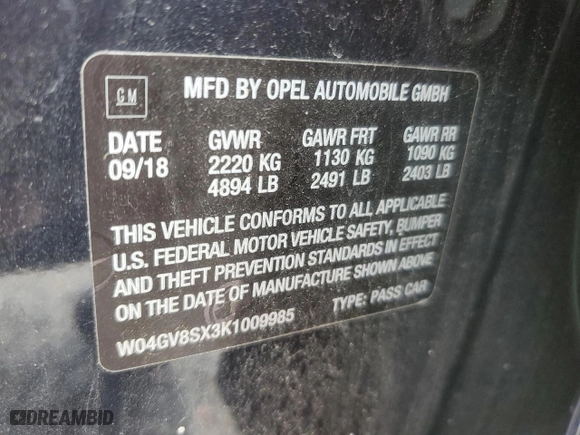 GM
MFD BY OPEL AUTOMOBILE GMBH
DATE GVWR GAWR FRT GAWR RR
09/18 2220 KG 1130 KG 1090 KG
4894 LB 2491 LB 2403 LB
THIS VEHICLE CONFORMS TO ALL APPLICABLE
U.S. FEDERAL MOTOR VEHICLE SAFETY, BUMPER
AND THEFT PREVENTION STANDARDS IN EFFECT
ON THE DATE OF MANUFACTURE SHOWN ABOVE
W04GV8SX3K1009985 TYPE: PASS CAR
DREAMBID